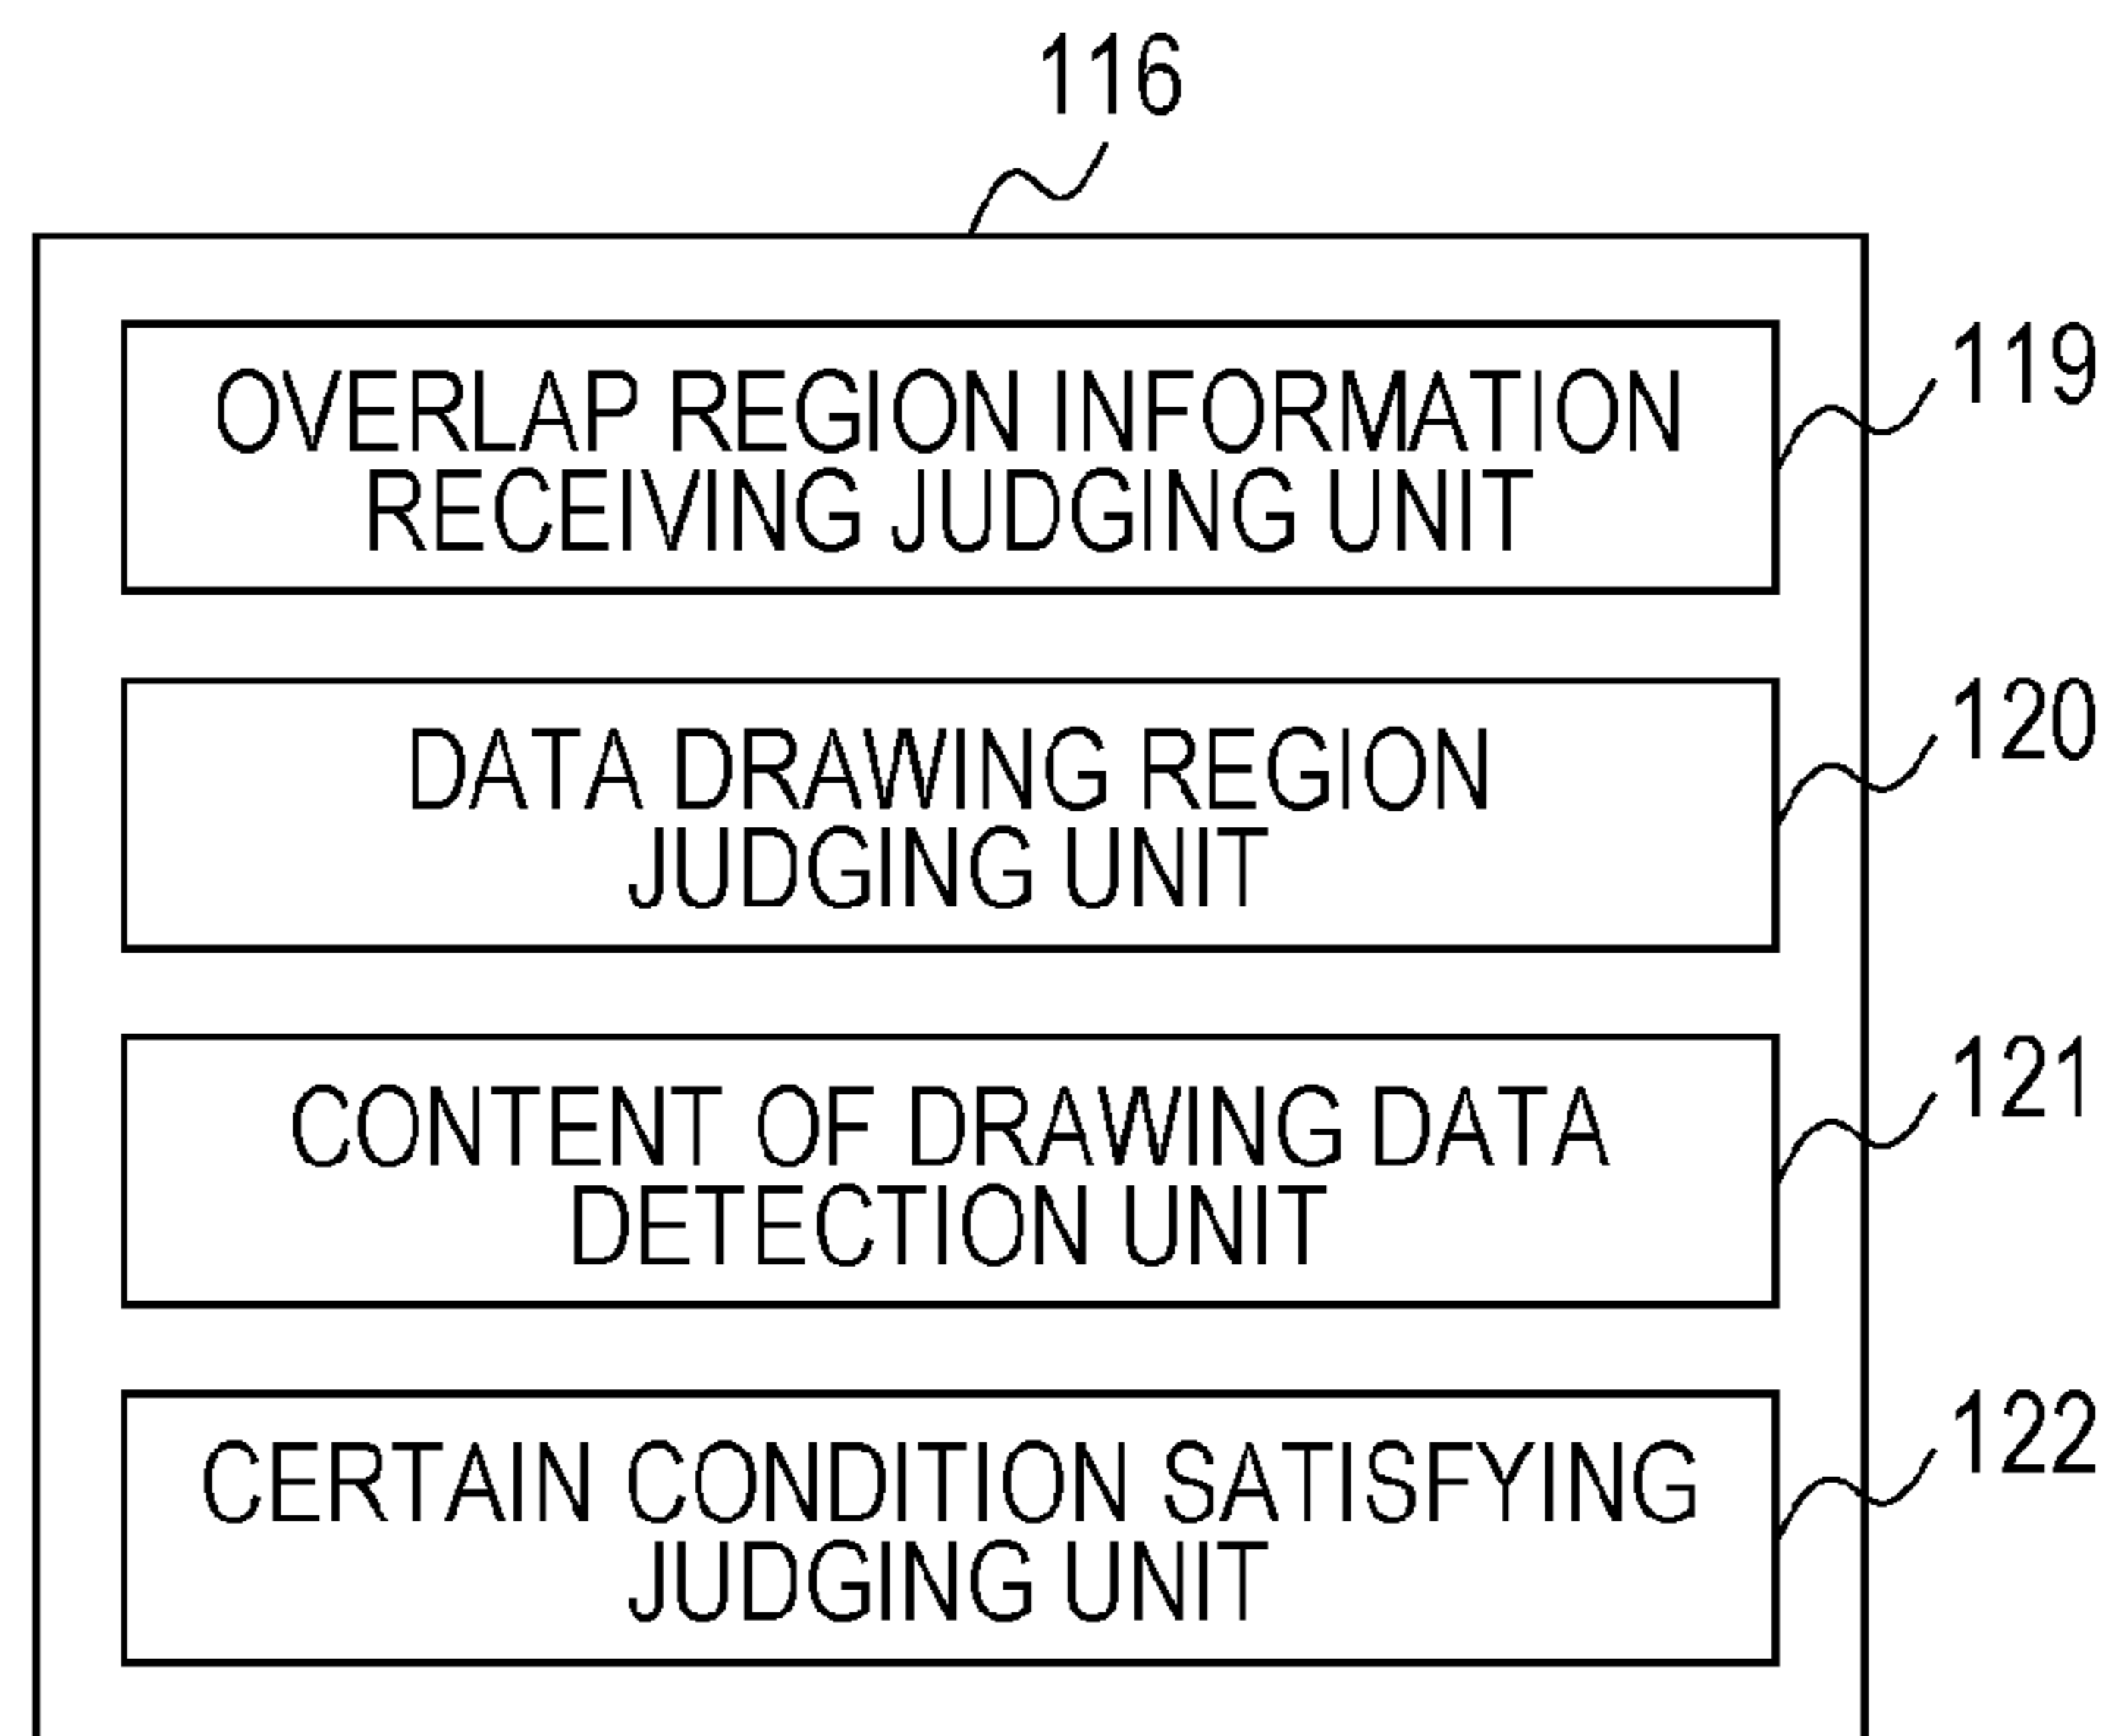 116
OVERLAP REGION INFORMATION
RECEIVING JUDGING UNIT
119
DATA DRAWING REGION
JUDGING UNIT
120
CONTENT OF DRAWING DATA
DETECTION UNIT
121
CERTAIN CONDITION SATISFYING
JUDGING UNIT
122